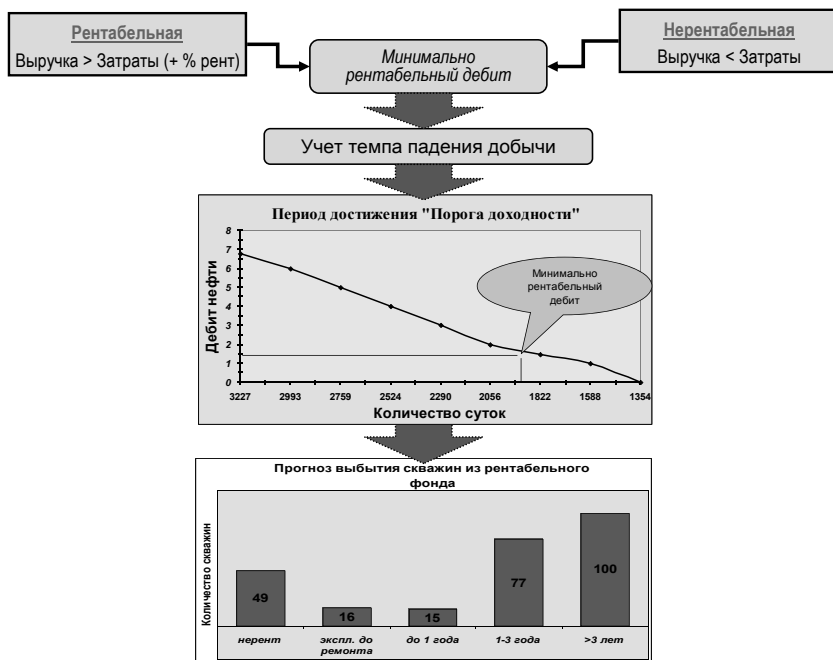 Рентабельная
Выручка > Затраты (+ % рент)
Минимально
рентабельный дебит
Нерентабельная
Выручка < Затраты
Учет темпа падения добычи
Период достижения "Порога доходности"
Дебит нефти
8
7
6
5
4
3
2
1
0
Минимально
рентабельный
дебит
3227 2993 2759 2524 2290 2056 1822 1588 1354
Количество суток
Прогноз выбытия скважин из рентабельного
фонда
Количество скважин
49 16 15 77 100
нерент экспл. до до 1 года 1-3 года >3 лет
ремонта